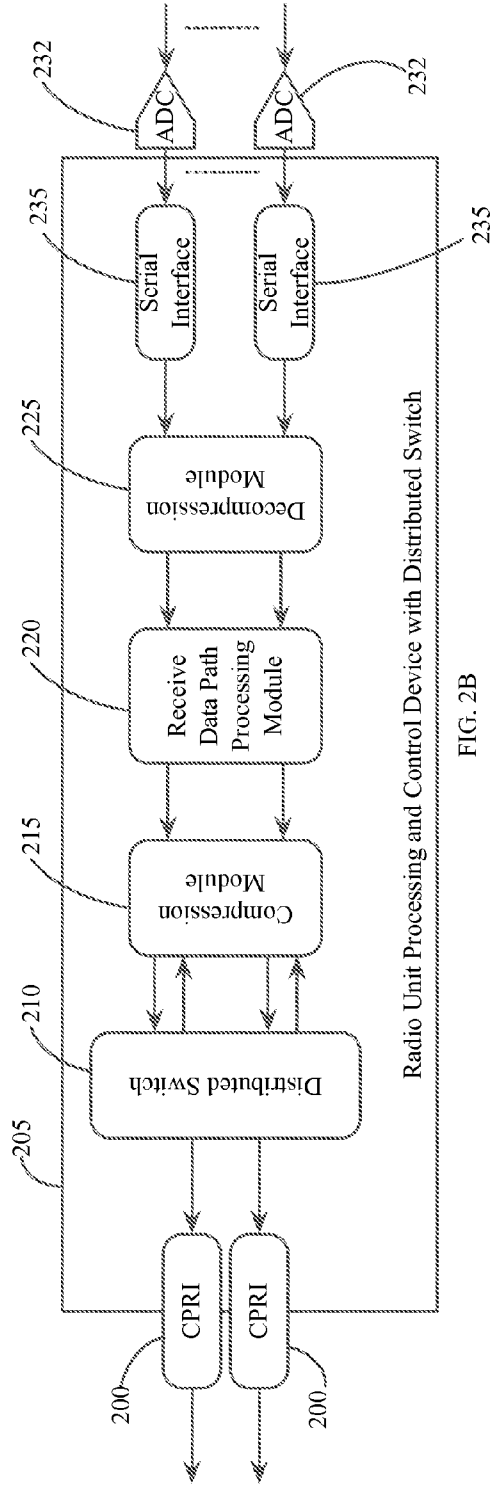 205
210
215
220
225
235
232
CPRI
CPRI
200
200
Distributed Switch
Compression
Module
Receive
Data Path
Processing
Module
Decompression
Module
Serial
Interface
Serial
Interface
235
ADC
ADC
232
Radio Unit Processing and Control Device with Distributed Switch
FIG. 2B